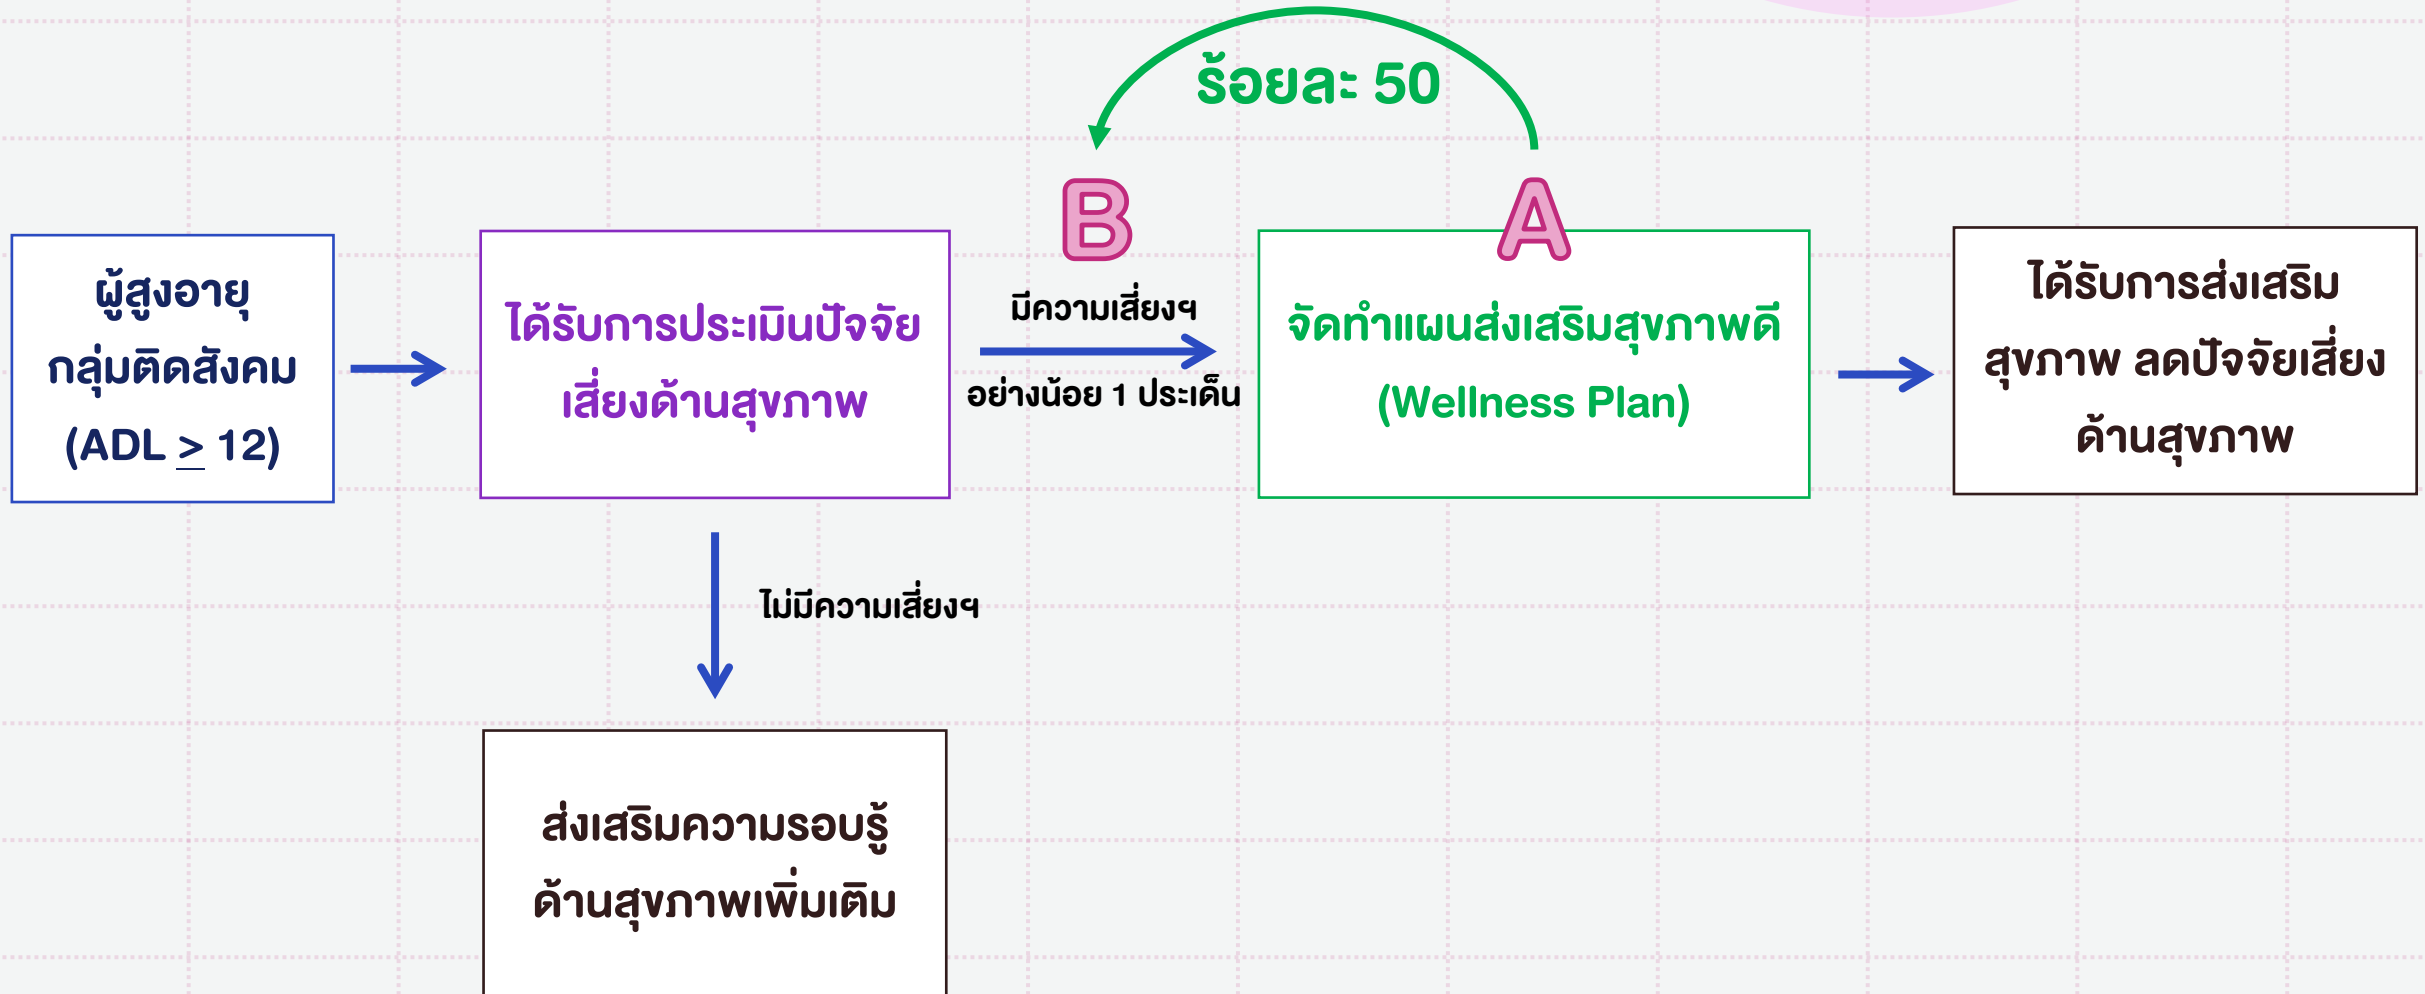 ร้อยละ 50
B
A
ผู้สูงอายุ
กลุ่มติดสังคม
(ADL > 12)
ได้รับการประเมินปัจจัย
เสี่ยงด้านสุขภาพ
มีความเสี่ยงฯ
อย่างน้อย 1 ประเด็น
จัดทำแผนส่งเสริมสุขภาพดี
(Wellness Plan)
ได้รับการส่งเสริม
สุขภาพ ลดปัจจัยเสี่ยง
ด้านสุขภาพ
ไม่มีความเสี่ยงฯ
ส่งเสริมความรอบรู้
ด้านสุขภาพเพิ่มเติม